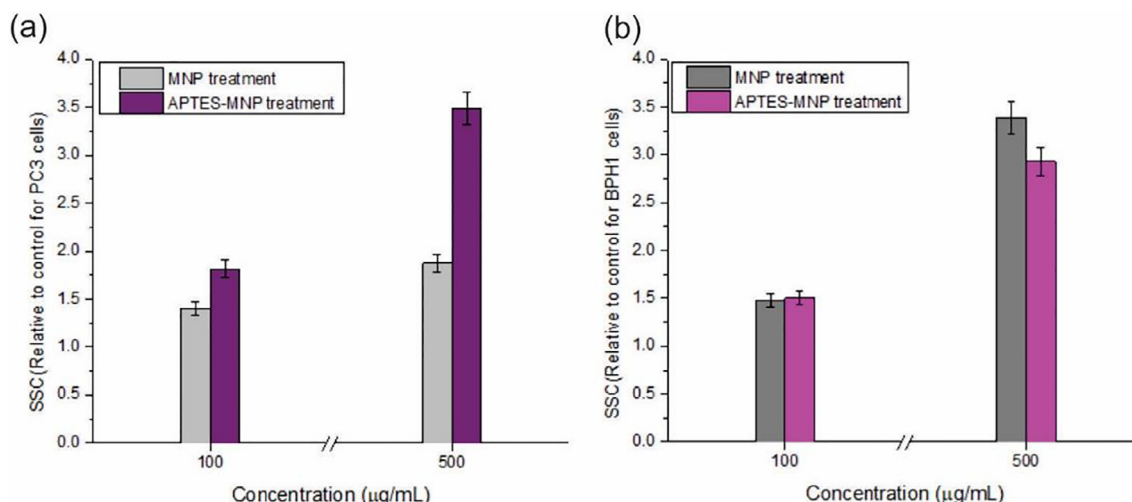 (a)
4.0
3.5
3.0
2.5
2.0
1.5
1.0
0.5
0.0
SSC(Relative to control for PC3 cells)
MNP treatment
APTES-MNP treatment
100
500
Concentration (µg/mL)
(b)
4.0
3.5
3.0
2.5
2.0
1.5
1.0
0.5
0.0
SSC(Relative to control for BPH1 cells)
MNP treatment
APTES-MNP treatment
100
500
Concentration (µg/mL)